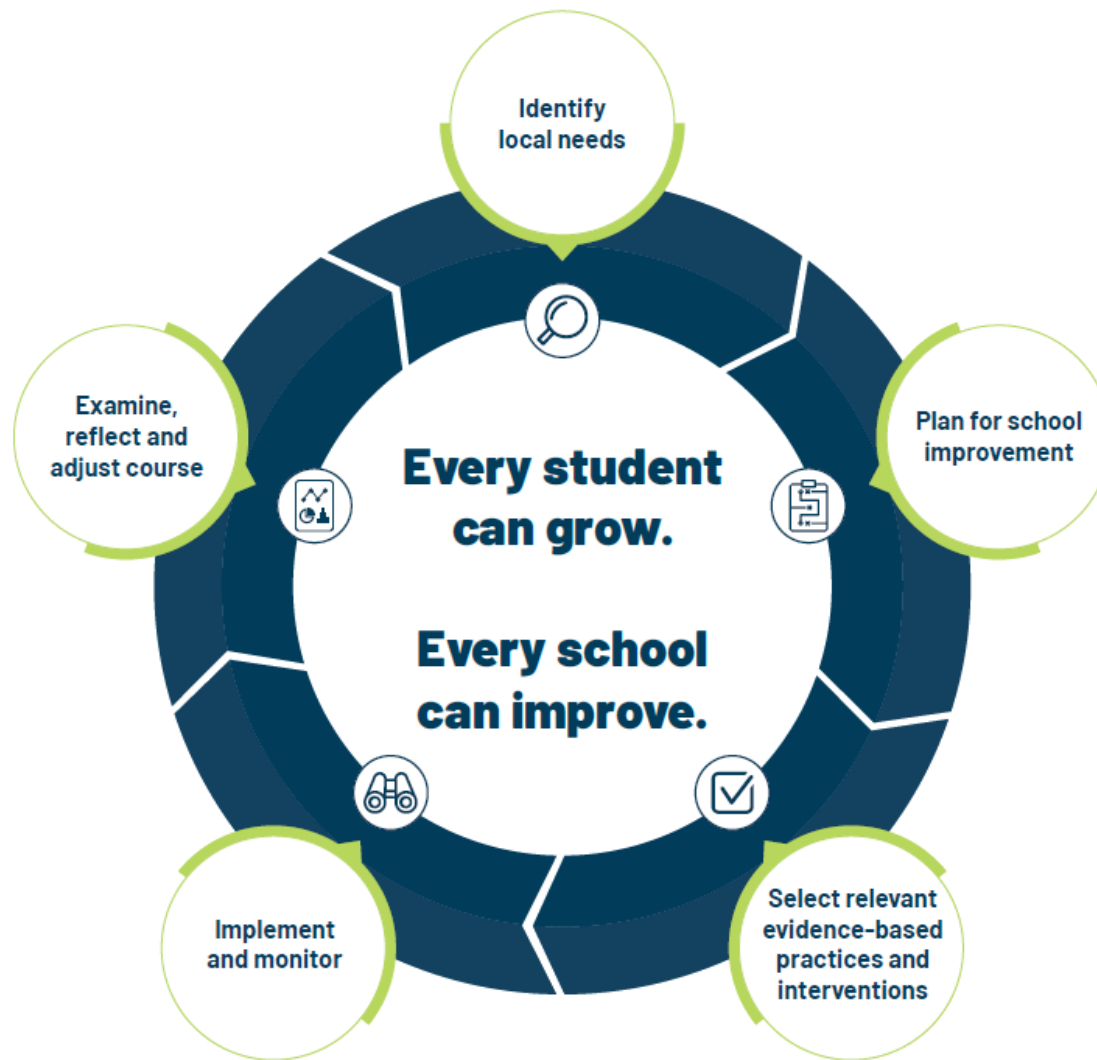 Identify
local needs
Plan for school
improvement
Select relevant
evidence-based
practices and
interventions
Implement
and monitor
Examine,
reflect and
adjust course
Every student
can grow.
Every school
can improve.